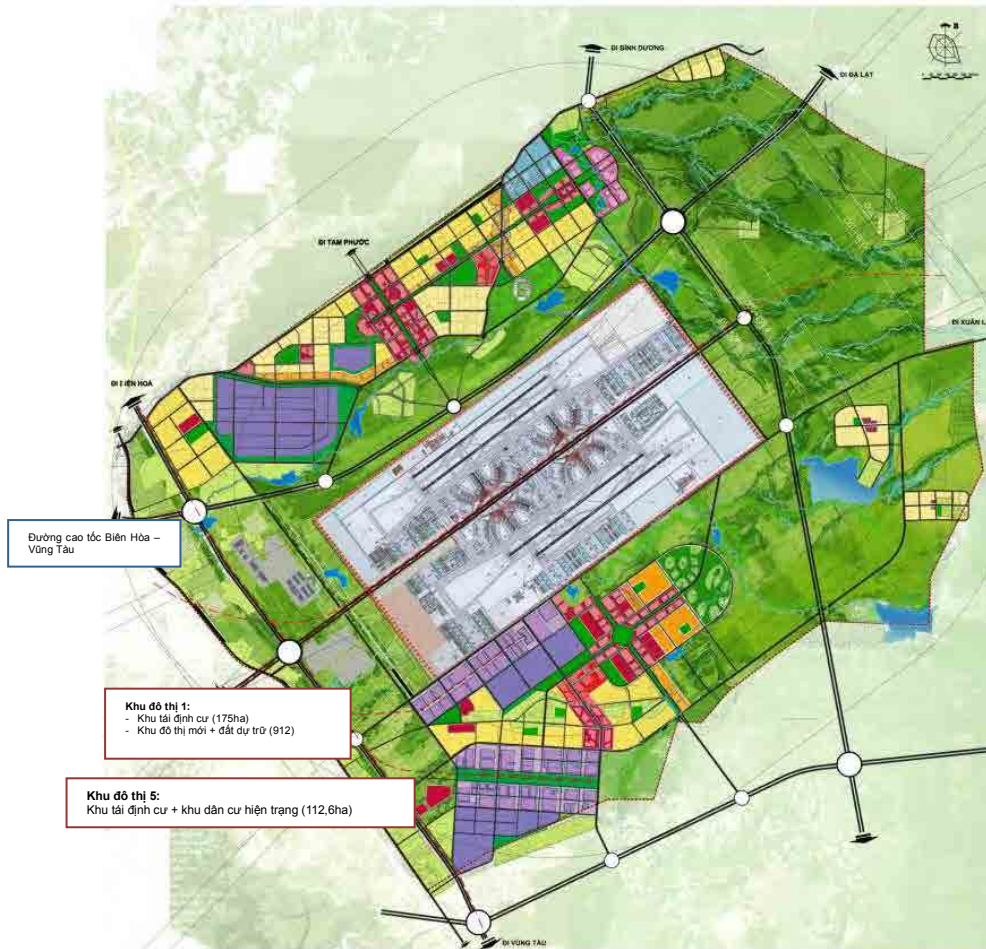 B
ĐI BÌNH DƯƠNG
ĐI ĐÀ LẠT
ĐI TAM PHƯỚC
ĐI XUÂN L
ĐI BIÊN HOÀ
Đường cao tốc Biên Hòa –
Vũng Tàu
Khu đô thị 1:
- Khu tái định cư (175ha)
- Khu đô thị mới + đất dự trữ (912)
Khu đô thị 5:
Khu tái định cư + khu dân cư hiện trạng (112,6ha)
ĐI VŨNG TÀU